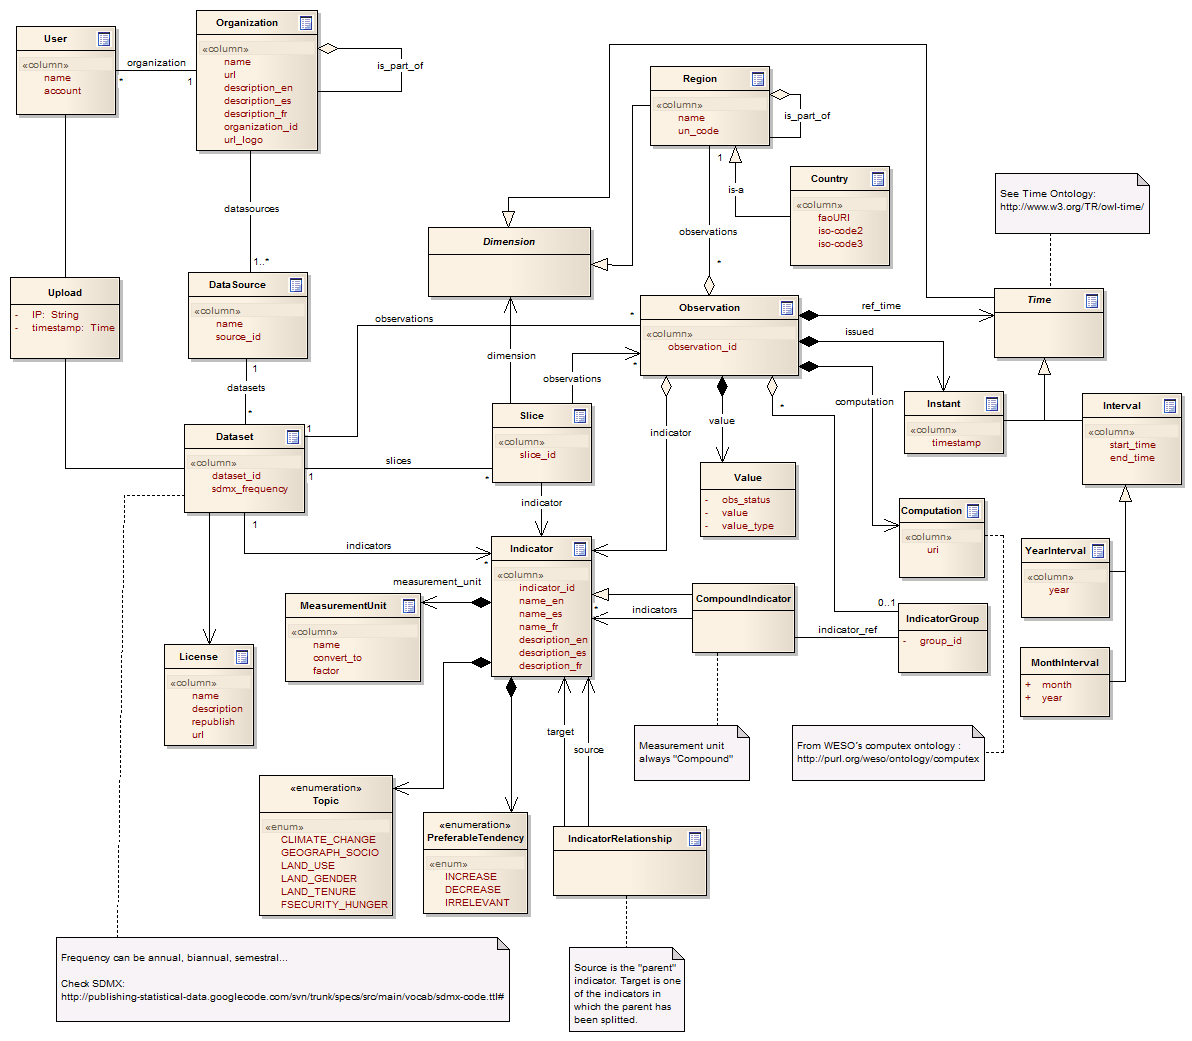 User
«column»
name
account
organization
*
1
Organization
«column»
name
url
description_en
description_es
description_fr
organization_id
url_logo
is_part_of
datasources
1..*
Region
«column»
name
un_code
is_part_of
1
is-a
Country
«column»
faoURI
iso-code2
iso-code3
observations
*
See Time Ontology:
http://www.w3.org/TR/owl-time/
Dimension
Upload
- IP: String
- timestamp: Time
DataSource
«column»
name
source_id
1
datasets
*
observations
*
Observation
«column»
observation_id
ref_time
issued
computation
Time
dimension
observations
*
Slice
«column»
slice_id
indicator
value
*
Instant
«column»
timestamp
Interval
«column»
start_time
end_time
Dataset
«column»
dataset_id
sdmx_frequency
1
slices
1
*
indicator
Value
- obs_status
- value
- value_type
Computation
«column»
uri
YearInterval
«column»
year
MonthInterval
+ month
+ year
1
indicators
*
Indicator
«column»
indicator_id
name_en
name_es
name_fr
description_en
description_es
description_fr
measurement_unit
MeasurementUnit
«column»
name
convert_to
factor
*
indicators
CompoundIndicator
indicator_ref
0..1
IndicatorGroup
- group_id
License
«column»
name
description
republish
url
target
source
Measurement unit
always "Compound"
From WESO's computex ontology :
http://purl.org/weso/ontology/computex
«enumeration»
Topic
«enum»
CLIMATE_CHANGE
GEOGRAPH_SOCIO
LAND_USE
LAND_GENDER
LAND_TENURE
FSECURITY_HUNGER
«enumeration»
PreferableTendency
«enum»
INCREASE
DECREASE
IRRELEVANT
IndicatorRelationship
Frequency can be annual, biannual, semestral...
Check SDMX:
http://publishing-statistical-data.googlecode.com/svn/trunk/specs/src/main/vocab/sdmx-code.ttl#
Source is the "parent"
indicator. Target is one
of the indicators in
which the parent has
been splitted.